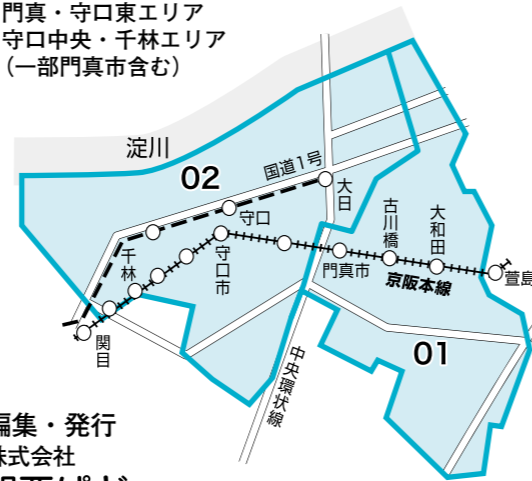 門真・守口東エリア
守口中央・千林エリア
（一部門真市含む）
淀川
国道1号
02
大日
守口
古川橋
大和田
千林
守口市
門真市
京阪本線
萱島
関目
中央環状線
01
編集・発行
株式会社